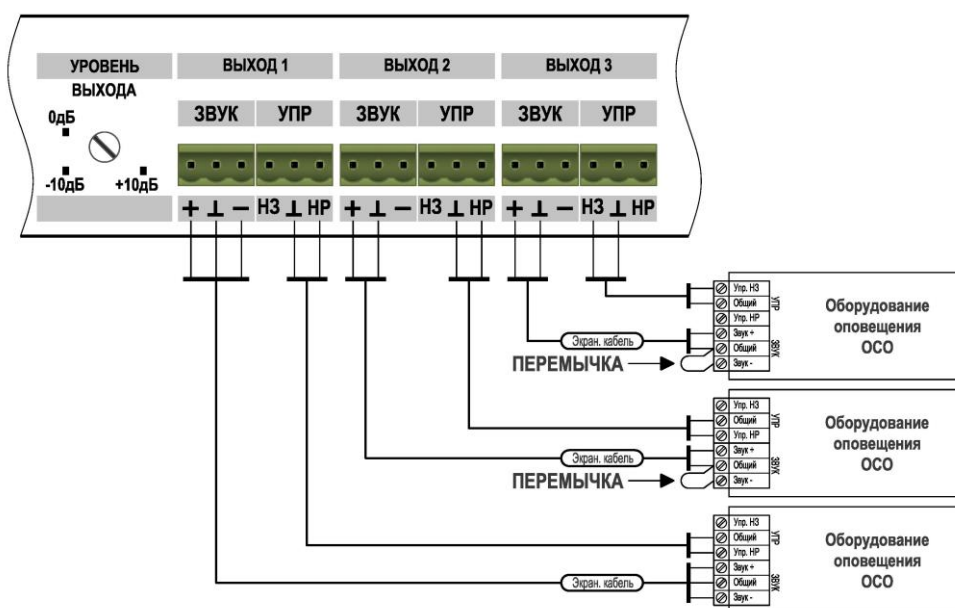 УРОВЕНЬ ВЫХОДА
ВЫХОД 1 ВЫХОД 2 ВЫХОД 3
0дБ
-10дБ +10дБ
ЗВУК УПР ЗВУК УПР ЗВУК УПР
+ ⊥ − НЗ ⊥ НР + ⊥ − НЗ ⊥ НР + ⊥ − НЗ ⊥ НР
Упр. НЗ
Общий
Упр. НР
УПР
Звук +
Общий
Звук -
ЗВУК
Экран. кабель
ПЕРЕМЫЧКА
Оборудование
оповещения
ОСО
Упр. НЗ
Общий
Упр. НР
УПР
Звук +
Общий
Звук -
ЗВУК
Экран. кабель
ПЕРЕМЫЧКА
Оборудование
оповещения
ОСО
Упр. НЗ
Общий
Упр. НР
УПР
Звук +
Общий
Звук -
ЗВУК
Экран. кабель
Оборудование
оповещения
ОСО